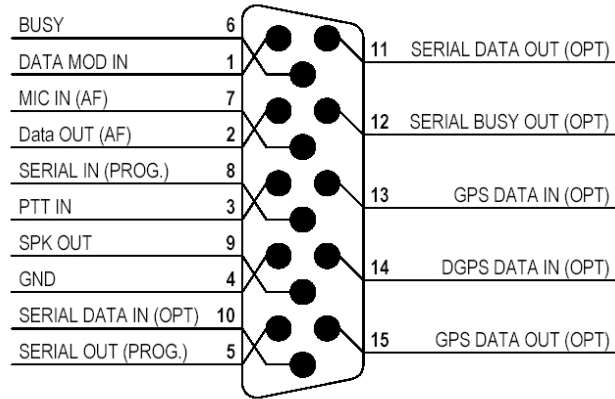 BUSY 6
DATA MOD IN 1
MIC IN (AF) 7
Data OUT (AF) 2
SERIAL IN (PROG.) 8
PTT IN 3
SPK OUT 9
GND 4
SERIAL DATA IN (OPT) 10
SERIAL OUT (PROG.) 5
11 SERIAL DATA OUT (OPT)
12 SERIAL BUSY OUT (OPT)
13 GPS DATA IN (OPT)
14 DGPS DATA IN (OPT)
15 GPS DATA OUT (OPT)